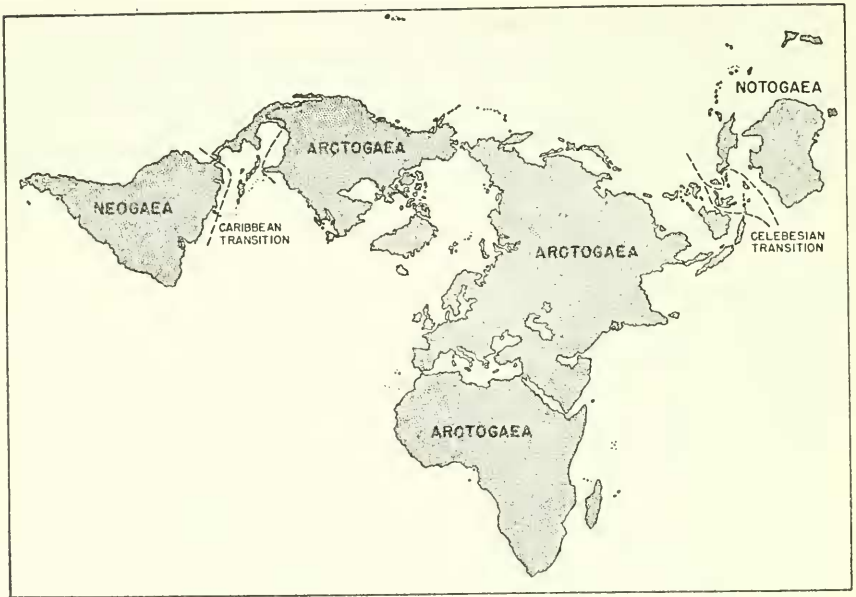 NOTOGAEA
ARCTOGAEA
NEOGAEA
CARIBBEAN
TRANSITION
ARCTOGAEA
CELEBESIAN
TRANSITION
ARCTOGAEA